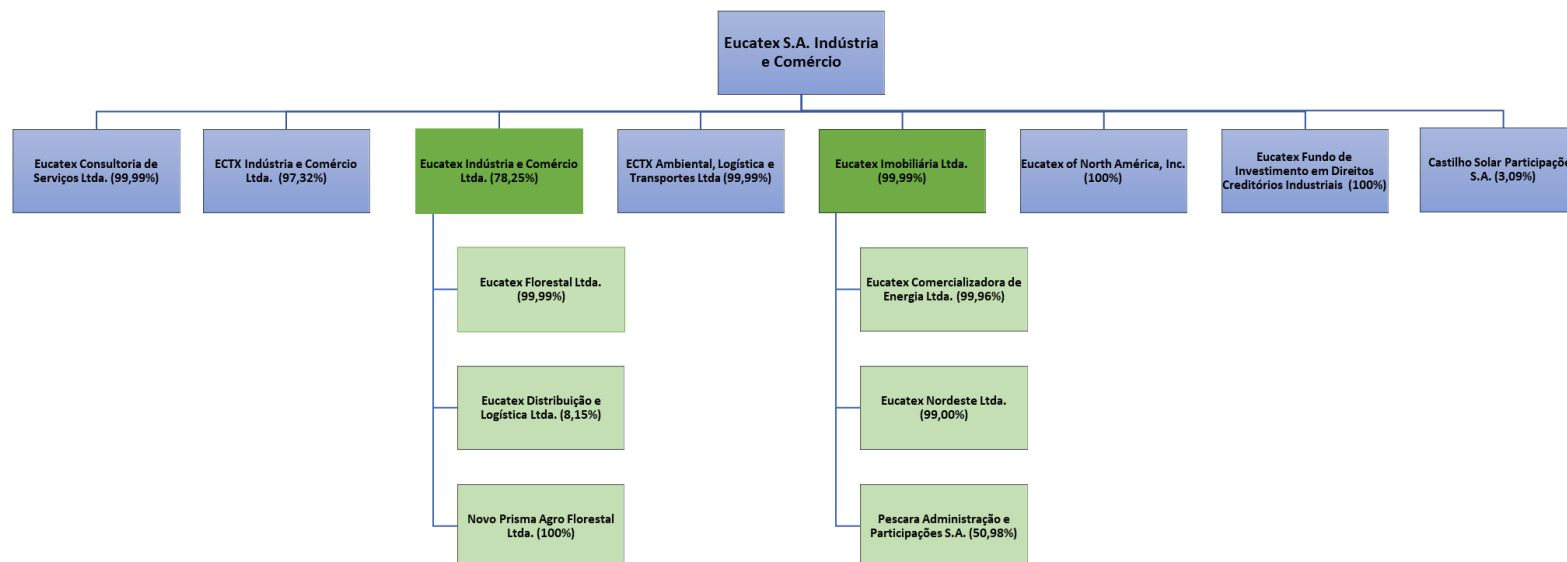 Eucatex S.A. Indústria
e Comércio
Eucatex Consultoria de
Serviços Ltda. (99,99%)
ECTX Indústria e Comércio
Ltda. (97,32%)
Eucatex Indústria e Comércio
Ltda. (78,25%)
ECTX Ambiental, Logística e
Transportes Ltda (99,99%)
Eucatex Imobiliária Ltda.
(99,99%)
Eucatex of North América, Inc.
(100%)
Eucatex Fundo de
Investimento em Direitos
Creditórios Industriais (100%)
Castilho Solar Participaçõe
S.A. (3,09%)
Eucatex Florestal Ltda.
(99,99%)
Eucatex Comercializadora de
Energia Ltda. (99,96%)
Eucatex Distribuição e
Logística Ltda. (8,15%)
Eucatex Nordeste Ltda.
(99,00%)
Novo Prisma Agro Florestal
Ltda. (100%)
Pescara Administração e
Participações S.A. (50,98%)